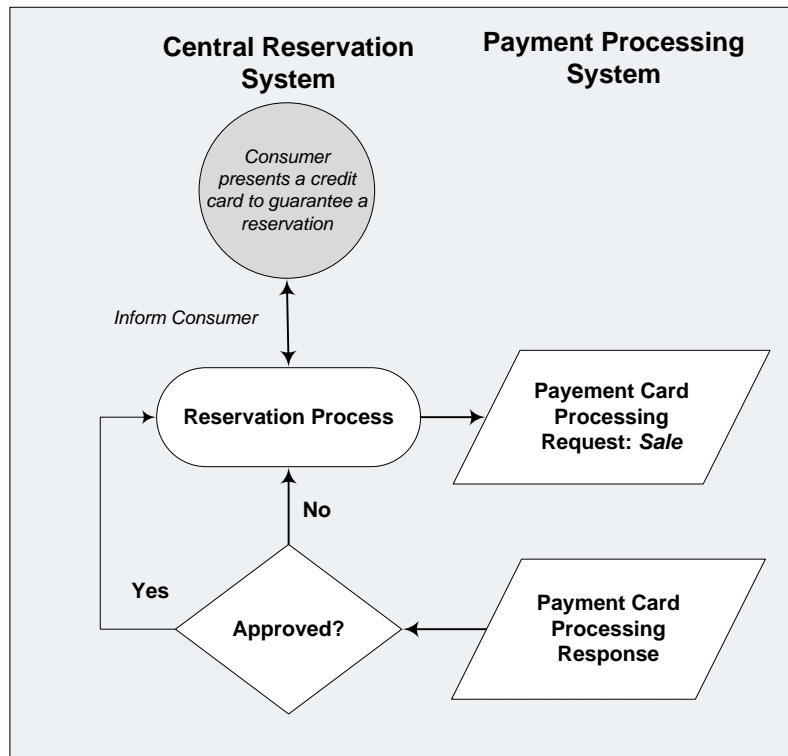 Central Reservation
System
Payment Processing
System
Consumer
presents a credit
card to guarantee a
reservation
Inform Consumer
Reservation Process
Payement Card
Processing
Request: Sale
No
Yes
Approved?
Payment Card
Processing
Response